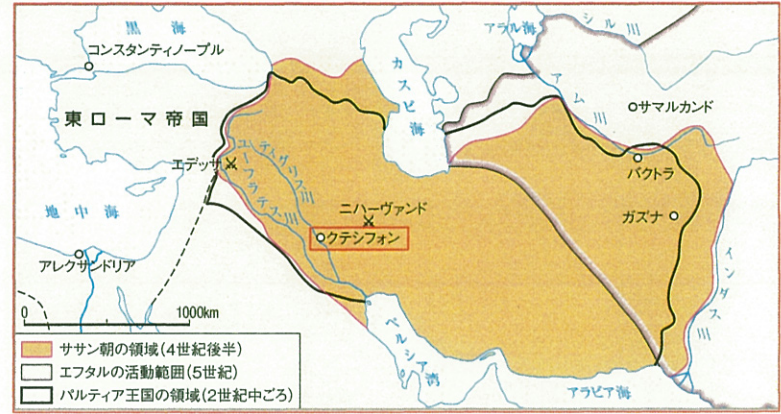 黒海
コンスタンティノープル
カスピ海
アラル海
シル川
アム川
サマルカンド
東ローマ帝国
エデッサ
ティグリス川
ユーフラテス川
ニハーヴァンド
クテシフォン
バクトラ
ガズナ
インダス川
地中海
アレクサンドリア
0 1000km
ペルシア湾
アラビア海
ササン朝の領域(4世紀後半)
エフタルの活動範囲(5世紀)
パルティア王国の領域(2世紀中ごろ)